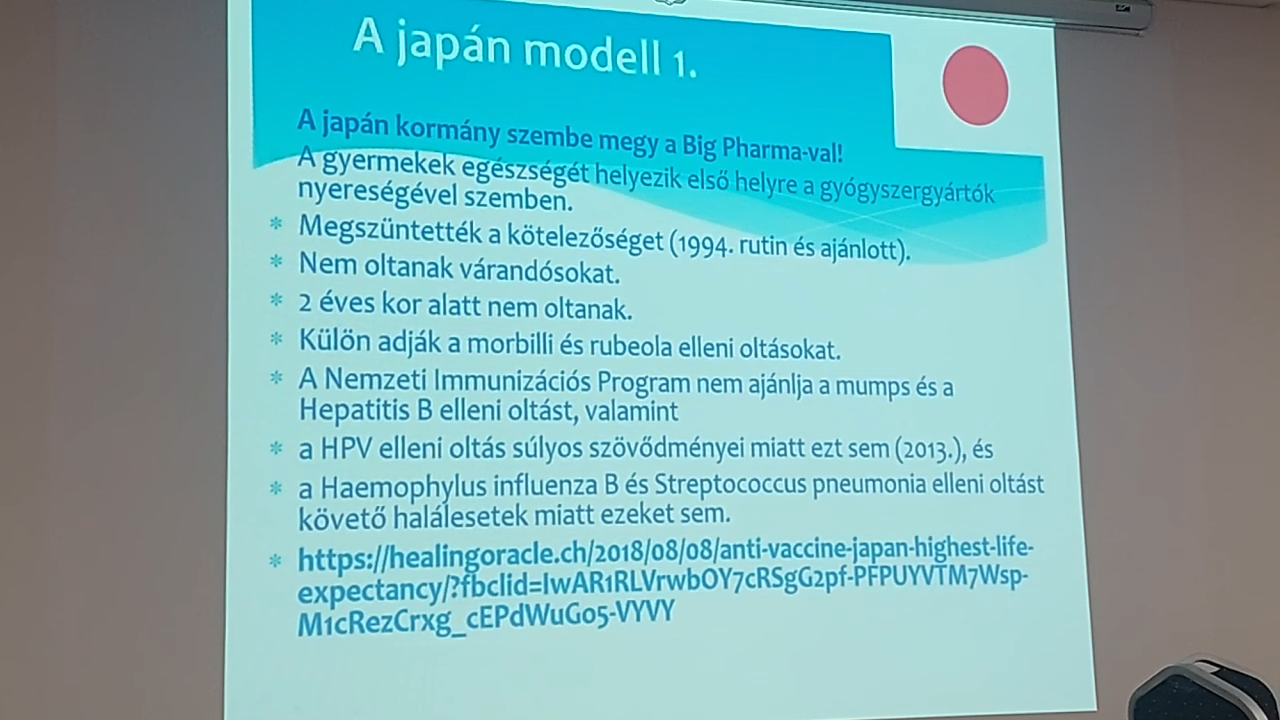 A japán modell 1.
A japán kormány szembe megy a Big Pharma-val!
A gyermekek egészségét helyezik első helyre a gyógyszergyártók
nyereségével szemben.
* Megszüntették a kötelezőséget (1994. rutin és ajánlott).
* Nem oltanak várandósokat.
* 2 éves kor alatt nem oltanak.
* Külön adják a morbilli és rubeola elleni oltásokat.
* A Nemzeti Immunizációs Program nem ajánlja a mumps és a
Hepatitis B elleni oltást, valamint
* a HPV elleni oltás súlyos szövődményei miatt ezt sem (2013.), és
* a Haemophylus influenza B és Streptococcus pneumonia elleni oltást
követő halálesetek miatt ezeket sem.
* https://healingoracle.ch/2018/08/08/anti-vaccine-japan-highest-life-
expectancy/?fbclid=IwAR1RLVrwbOY7cRSgG2pf-PFPUYVTM7Wsp-
M1cRezCrxg_cEPdWuGo5-VYVY